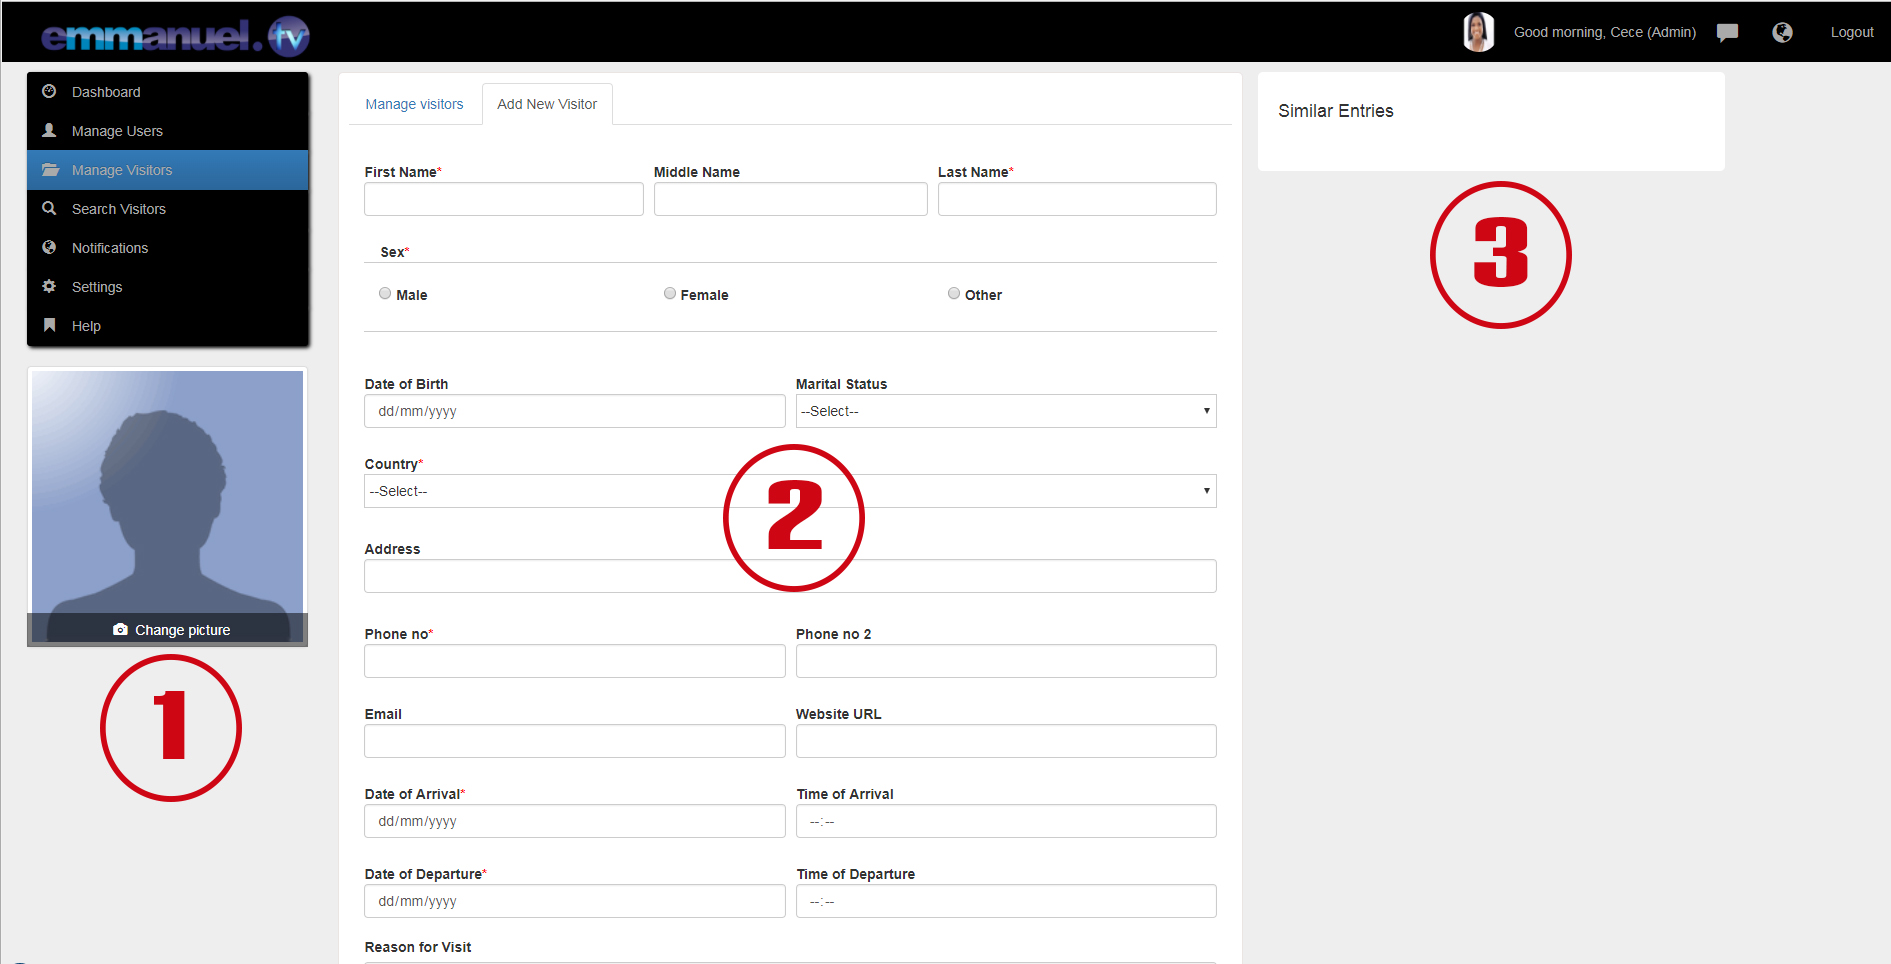 emmanuel.tv
Good morning, Cece (Admin)
Logout
Dashboard
Manage Users
Manage Visitors
Search Visitors
Notifications
Settings
Help
Change picture
1
Manage visitors
Add New Visitor
First Name*
Middle Name
Last Name*
Sex*
Male
Female
Other
Date of Birth
Marital Status
dd/mm/yyyy
--Select--
Country*
--Select--
2
Address
Phone no*
Phone no 2
Email
Website URL
Date of Arrival*
Time of Arrival
dd/mm/yyyy
--:--
Date of Departure*
Time of Departure
dd/mm/yyyy
--:--
Reason for Visit
Similar Entries
3